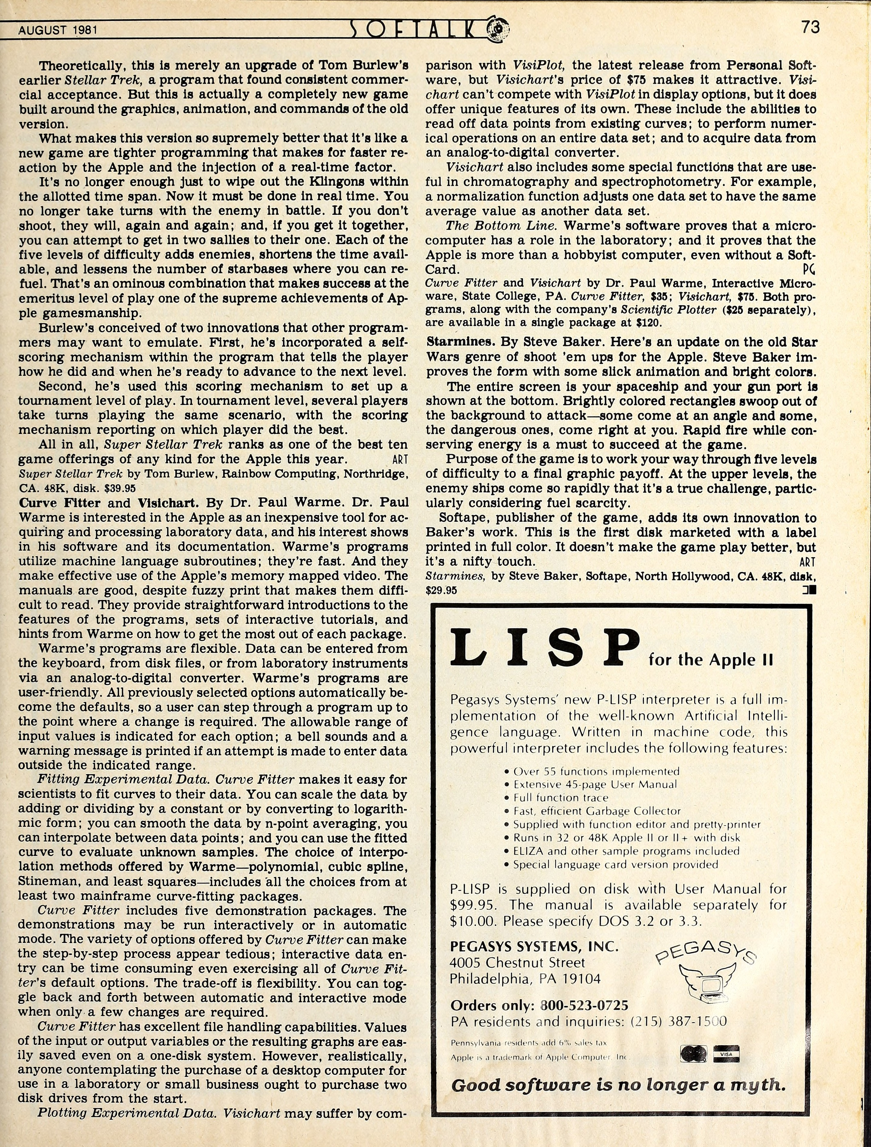 AUGUST 1981
SOFTALK
73
Theoretically, this is merely an upgrade of Tom Burlew's
earlier Stellar Trek, a program that found consistent commer-
cial acceptance. But this is actually a completely new game
built around the graphics, animation, and commands of the old
version.
What makes this version so supremely better that it's like a
new game are tighter programming that makes for faster re-
action by the Apple and the injection of a real-time factor.
It's no longer enough just to wipe out the Klingons within
the allotted time span. Now it must be done in real time. You
no longer take turns with the enemy in battle. If you don't
shoot, they will, again and again; and, if you get it together,
you can attempt to get in two sallies to their one. Each of the
five levels of difficulty adds enemies, shortens the time avail-
able, and lessens the number of starbases where you can re-
fuel. That's an ominous combination that makes success at the
emeritus level of play one of the supreme achievements of Ap-
ple gamesmanship.
Burlew's conceived of two innovations that other program-
mers may want to emulate. First, he's incorporated a self-
scoring mechanism within the program that tells the player
how he did and when he's ready to advance to the next level.
Second, he's used this scoring mechanism to set up a
tournament level of play. In tournament level, several players
take turns playing the same scenario, with the scoring
mechanism reporting on which player did the best.
All in all, Super Stellar Trek ranks as one of the best ten
game offerings of any kind for the Apple this year. ART
Super Stellar Trek by Tom Burlew, Rainbow Computing, Northridge,
CA. 48K, disk. $39.95
Curve Fitter and Visichart. By Dr. Paul Warme. Dr. Paul
Warme is interested in the Apple as an inexpensive tool for ac-
quiring and processing laboratory data, and his interest shows
in his software and its documentation. Warme's programs
utilize machine language subroutines; they're fast. And they
make effective use of the Apple's memory mapped video. The
manuals are good, despite fuzzy print that makes them diffi-
cult to read. They provide straightforward introductions to the
features of the programs, sets of interactive tutorials, and
hints from Warme on how to get the most out of each package.
Warme's programs are flexible. Data can be entered from
the keyboard, from disk files, or from laboratory instruments
via an analog-to-digital converter. Warme's programs are
user-friendly. All previously selected options automatically be-
come the defaults, so a user can step through a program up to
the point where a change is required. The allowable range of
input values is indicated for each option; a bell sounds and a
warning message is printed if an attempt is made to enter data
outside the indicated range.
Fitting Experimental Data. Curve Fitter makes it easy for
scientists to fit curves to their data. You can scale the data by
adding or dividing by a constant or by converting to logarith-
mic form; you can smooth the data by n-point averaging, you
can interpolate between data points; and you can use the fitted
curve to evaluate unknown samples. The choice of interpo-
lation methods offered by Warme—polynomial, cubic spline,
Stineman, and least squares—includes all the choices from at
least two mainframe curve-fitting packages.
Curve Fitter includes five demonstration packages. The
demonstrations may be run interactively or in automatic
mode. The variety of options offered by Curve Fitter can make
the step-by-step process appear tedious; interactive data en-
try can be time consuming even exercising all of Curve Fit-
ter's default options. The trade-off is flexibility. You can tog-
gle back and forth between automatic and interactive mode
when only a few changes are required.
Curve Fitter has excellent file handling capabilities. Values
of the input or output variables or the resulting graphs are eas-
ily saved even on a one-disk system. However, realistically,
anyone contemplating the purchase of a desktop computer for
use in a laboratory or small business ought to purchase two
disk drives from the start.
Plotting Experimental Data. Visichart may suffer by com-
parison with VisiPlot, the latest release from Personal Soft-
ware, but Visichart's price of $75 makes it attractive. Visi-
chart can't compete with VisiPlot in display options, but it does
offer unique features of its own. These include the abilities to
read off data points from existing curves; to perform numer-
ical operations on an entire data set; and to acquire data from
an analog-to-digital converter.
Visichart also includes some special functions that are use-
ful in chromatography and spectrophotometry. For example,
a normalization function adjusts one data set to have the same
average value as another data set.
The Bottom Line. Warme's software proves that a micro-
computer has a role in the laboratory; and it proves that the
Apple is more than a hobbyist computer, even without a Soft-
Card. PG
Curve Fitter and Visichart by Dr. Paul Warme, Interactive Micro-
ware, State College, PA. Curve Fitter, $35; Visichart, $75. Both pro-
grams, along with the company's Scientific Plotter ($25 separately),
are available in a single package at $120.
Starmines. By Steve Baker. Here's an update on the old Star
Wars genre of shoot 'em ups for the Apple. Steve Baker im-
proves the form with some slick animation and bright colors.
The entire screen is your spaceship and your gun port is
shown at the bottom. Brightly colored rectangles swoop out of
the background to attack—some come at an angle and some,
the dangerous ones, come right at you. Rapid fire while con-
serving energy is a must to succeed at the game.
Purpose of the game is to work your way through five levels
of difficulty to a final graphic payoff. At the upper levels, the
enemy ships come so rapidly that it's a true challenge, partic-
ularly considering fuel scarcity.
Softape, publisher of the game, adds its own innovation to
Baker's work. This is the first disk marketed with a label
printed in full color. It doesn't make the game play better, but
it's a nifty touch. ART
Starmines, by Steve Baker, Softape, North Hollywood, CA. 48K, disk,
$29.95
LISP for the Apple II
Pegasys Systems' new P-LISP interpreter is a full im-
plementation of the well-known Artificial Intelli-
gence language. Written in machine code, this
powerful interpreter includes the following features:
• Over 55 functions implemented
• Extensive 45-page User Manual
• Full function trace
• Fast, efficient Garbage Collector
• Supplied with function editor and pretty-printer
• Runs in 32 or 48K Apple II or II + with disk
• ELIZA and other sample programs included
• Special language card version provided
P-LISP is supplied on disk with User Manual for
$99.95. The manual is available separately for
$10.00. Please specify DOS 3.2 or 3.3.
PEGASYS SYSTEMS, INC.
4005 Chestnut Street
Philadelphia, PA 19104
PEGASYS
Orders only: 800-523-0725
PA residents and inquiries: (215) 387-1500
Pennsylvania residents add 6% sales tax
Apple is a trademark of Apple Computer Inc
VISA
Good software is no longer a myth.